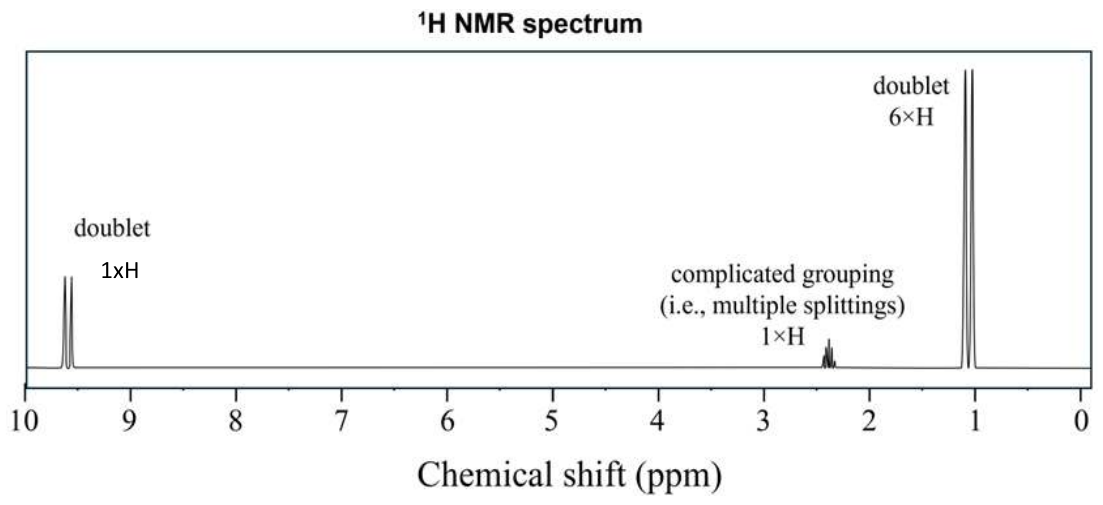 ¹H NMR spectrum
doublet
6×H
doublet
1xH
complicated grouping
(i.e., multiple splittings)
1×H
10 9 8 7 6 5 4 3 2 1 0
Chemical shift (ppm)